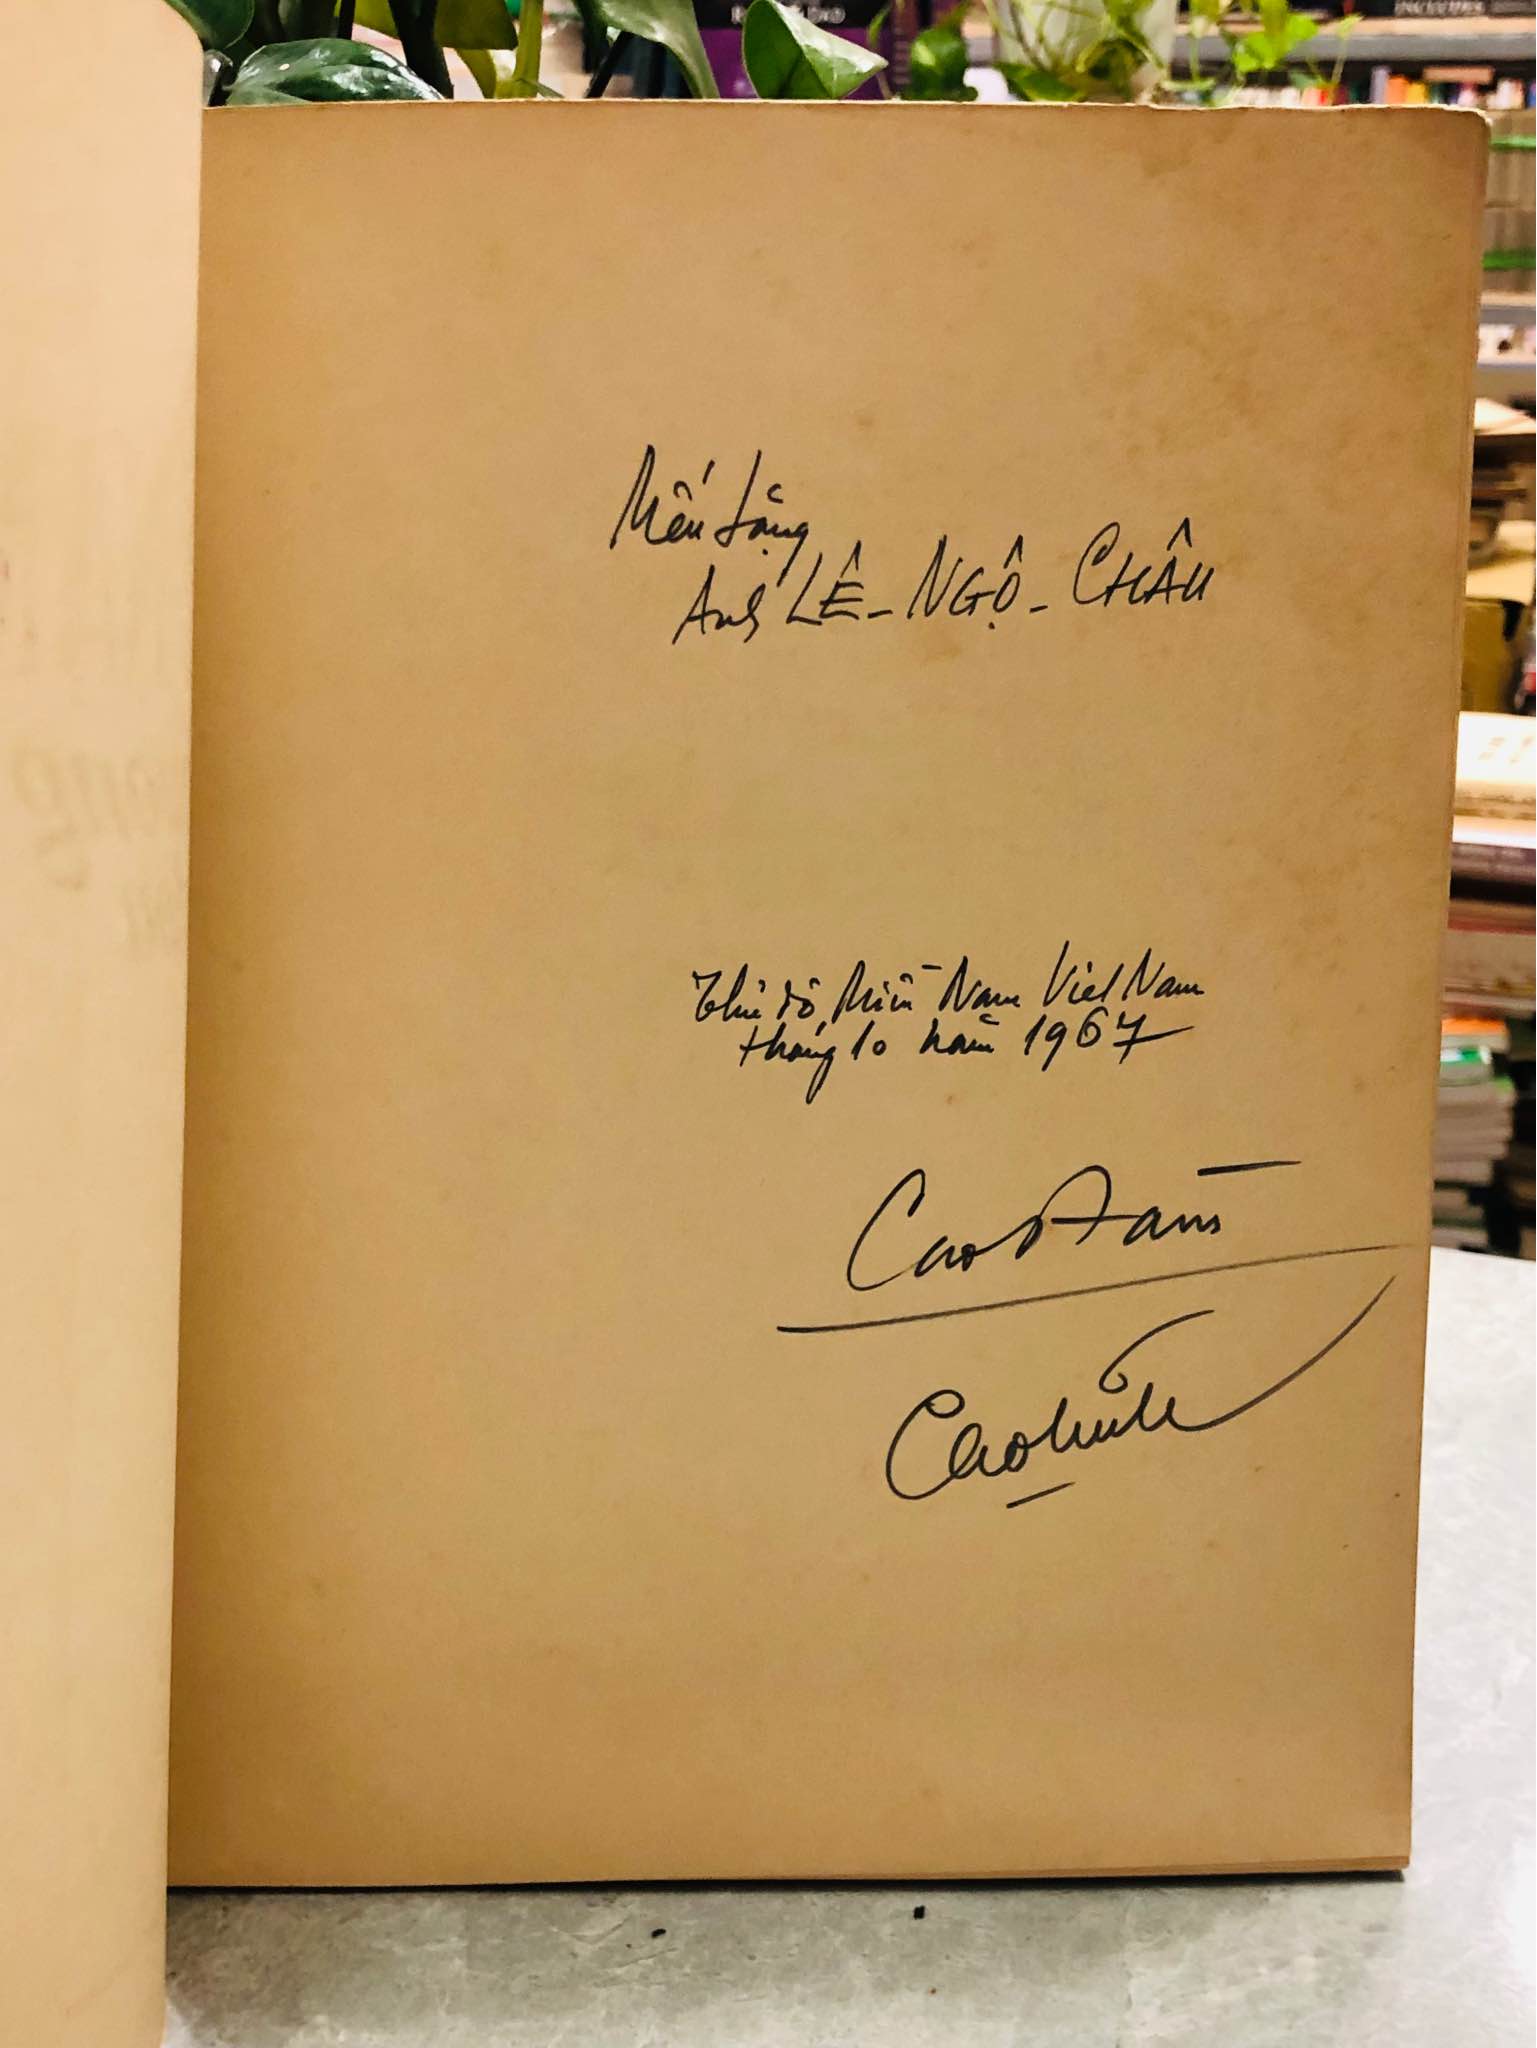 Mến tặng
Anh LÊ - NGỘ - CHÂU
Thủ đô Miền Nam Việt Nam
tháng 10 năm 1967
Cao Đàm